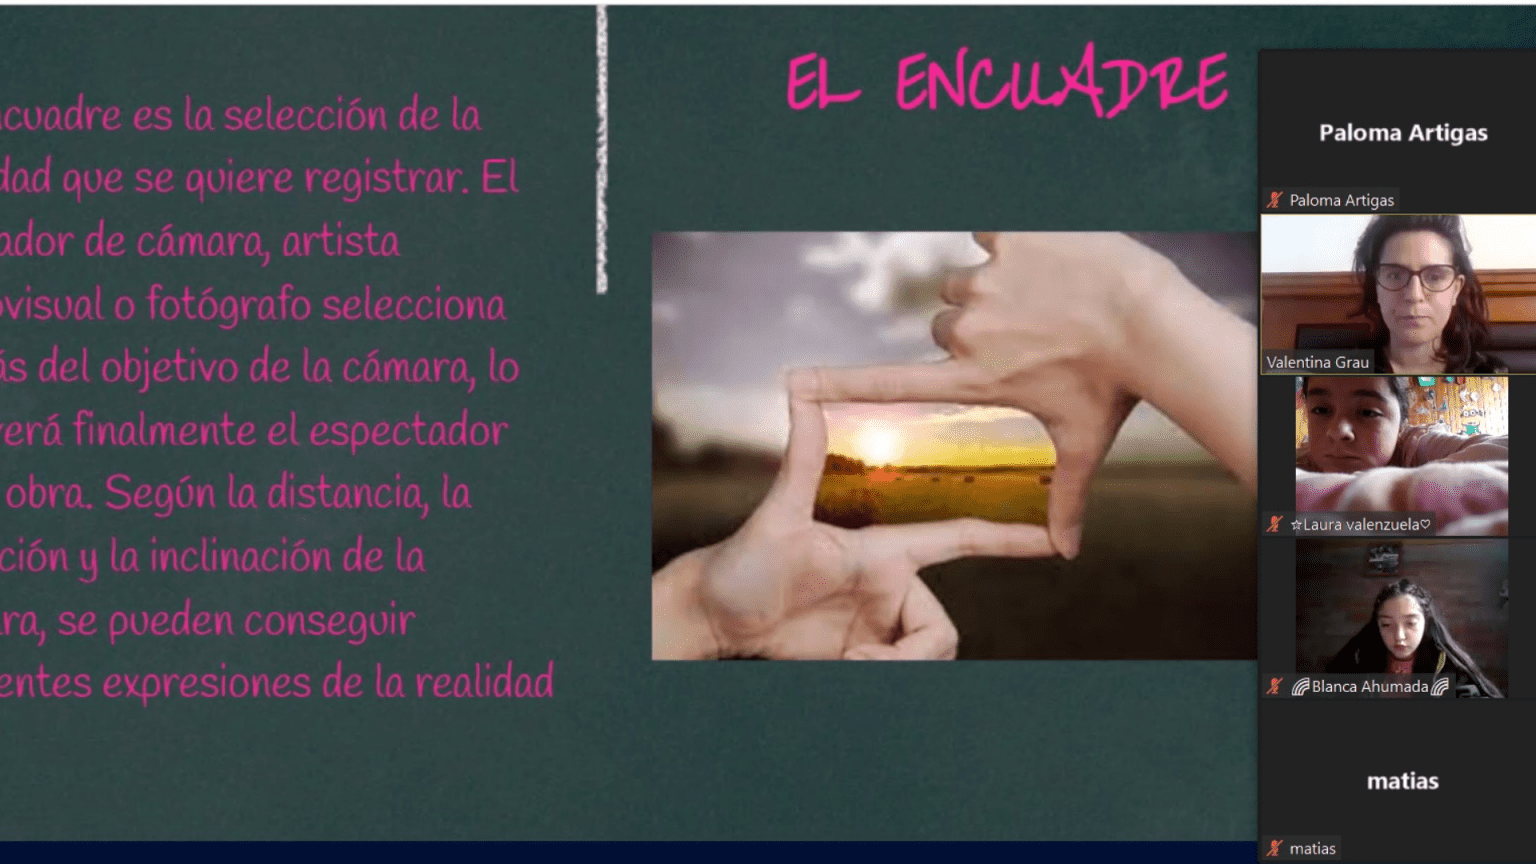 cuadre es la selección de la
dad que se quiere registrar. El
ador de cámara, artista
ovisual o fotógrafo selecciona
ás del objetivo de la cámara, lo
verá finalmente el espectador
obra. Según la distancia, la
ción y la inclinación de la
ra, se pueden conseguir
entes expresiones de la realidad
EL ENCUADRE
Paloma Artigas
Paloma Artigas
Valentina Grau
☆Laura valenzuela♡
🌈Blanca Ahumada🌈
matias
matias